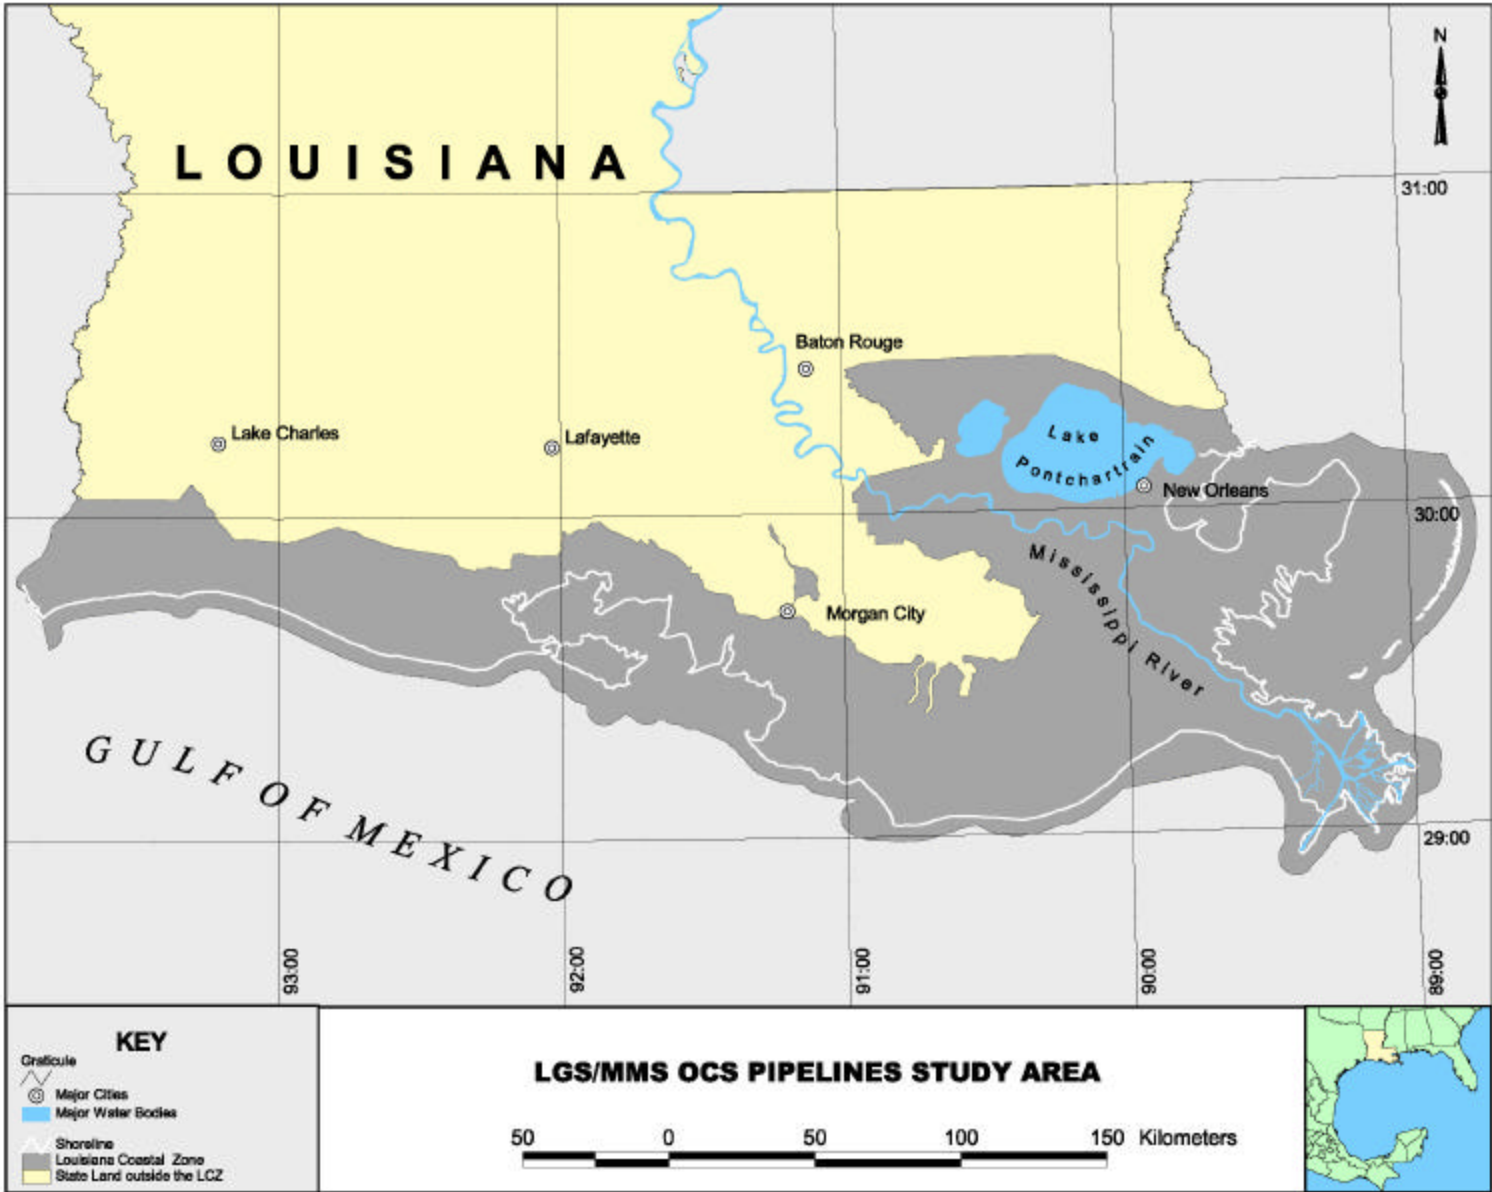 N
LOUISIANA
31:00
Baton Rouge
Lake Charles
Lafayette
Lake
Pontchartrain
New Orleans
30:00
Mississippi River
Morgan City
GULF OF MEXICO
29:00
93:00
92:00
91:00
90:00
89:00
KEY
Graticule
Major Cities
Major Water Bodies
Shoreline
Louisiana Coastal Zone
State Land outside the LCZ
LGS/MMS OCS PIPELINES STUDY AREA
50 0 50 100 150 Kilometers